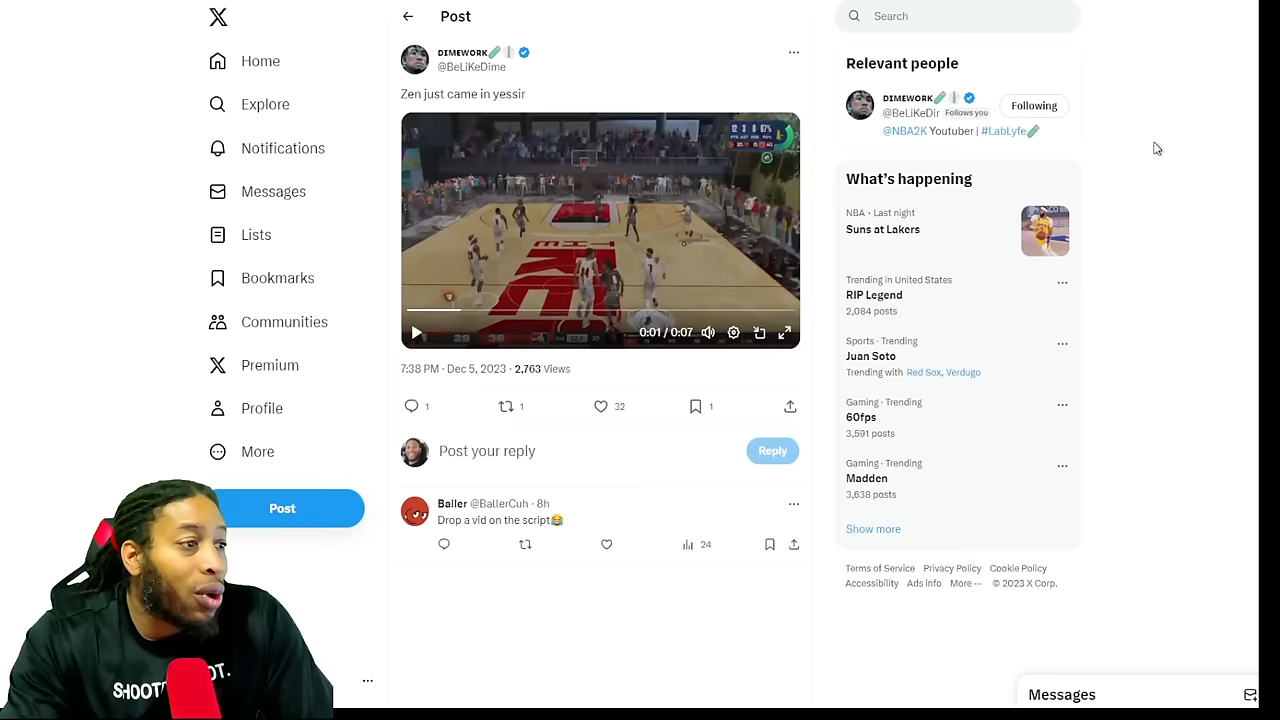 Home
Explore
Notifications
Messages
Lists
Bookmarks
Communities
Premium
Profile
More
Post
Post
DIMEWORK
@BeLiKeDime
Zen just came in yessir
0:01 / 0:07
7:38 PM · Dec 5, 2023 · 2,763 Views
1
1
32
1
Post your reply
Reply
Baller @BallerCuh · 8h
Drop a vid on the script😂
24
Search
Relevant people
DIMEWORK
@BeLiKeDir Follows you
Following
@NBA2K Youtuber | #LabLyfe🧪
What's happening
NBA · Last night
Suns at Lakers
Trending in United States
RIP Legend
2,084 posts
Sports · Trending
Juan Soto
Trending with Red Sox, Verdugo
Gaming · Trending
60fps
3,591 posts
Gaming · Trending
Madden
3,638 posts
Show more
Terms of Service Privacy Policy Cookie Policy
Accessibility Ads info More ··· © 2023 X Corp.
Messages